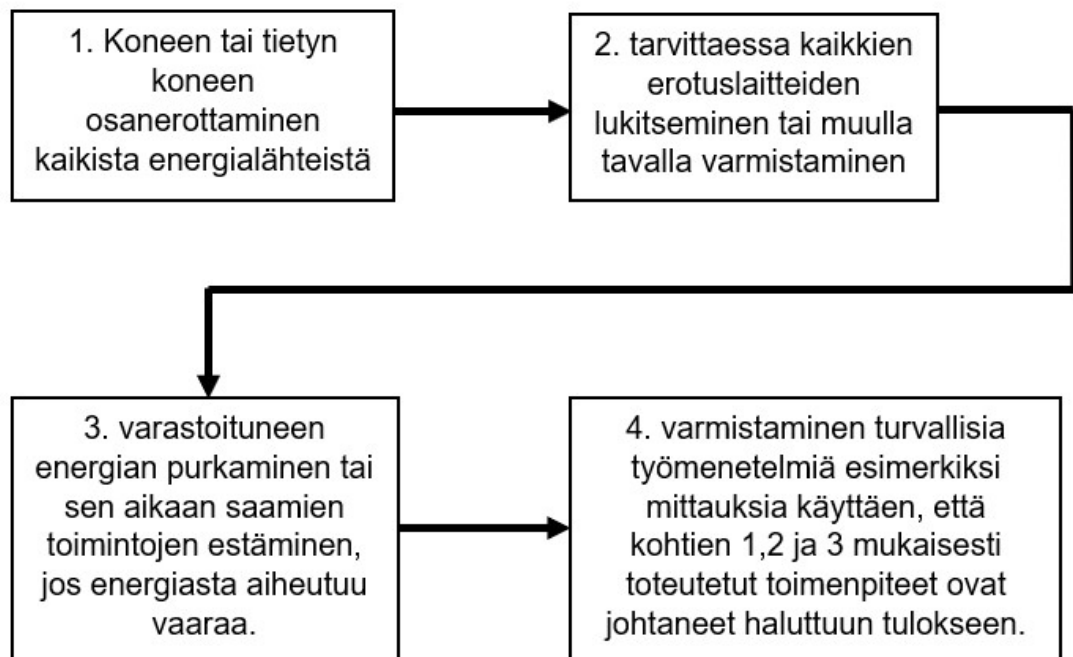 1. Koneen tai tietyn
koneen
osanerottaminen
kaikista energialähteistä
2. tarvittaessa kaikkien
erotuslaitteiden
lukitseminen tai muulla
tavalla varmistaminen
3. varastoituneen
energian purkaminen tai
sen aikaan saamien
toimintojen estäminen,
jos energiasta aiheutuu
vaaraa.
4. varmistaminen turvallisia
työmenetelmiä esimerkiksi
mittauksia käyttäen, että
kohtien 1,2 ja 3 mukaisesti
toteutetut toimenpiteet ovat
johtaneet haluttuun tulokseen.